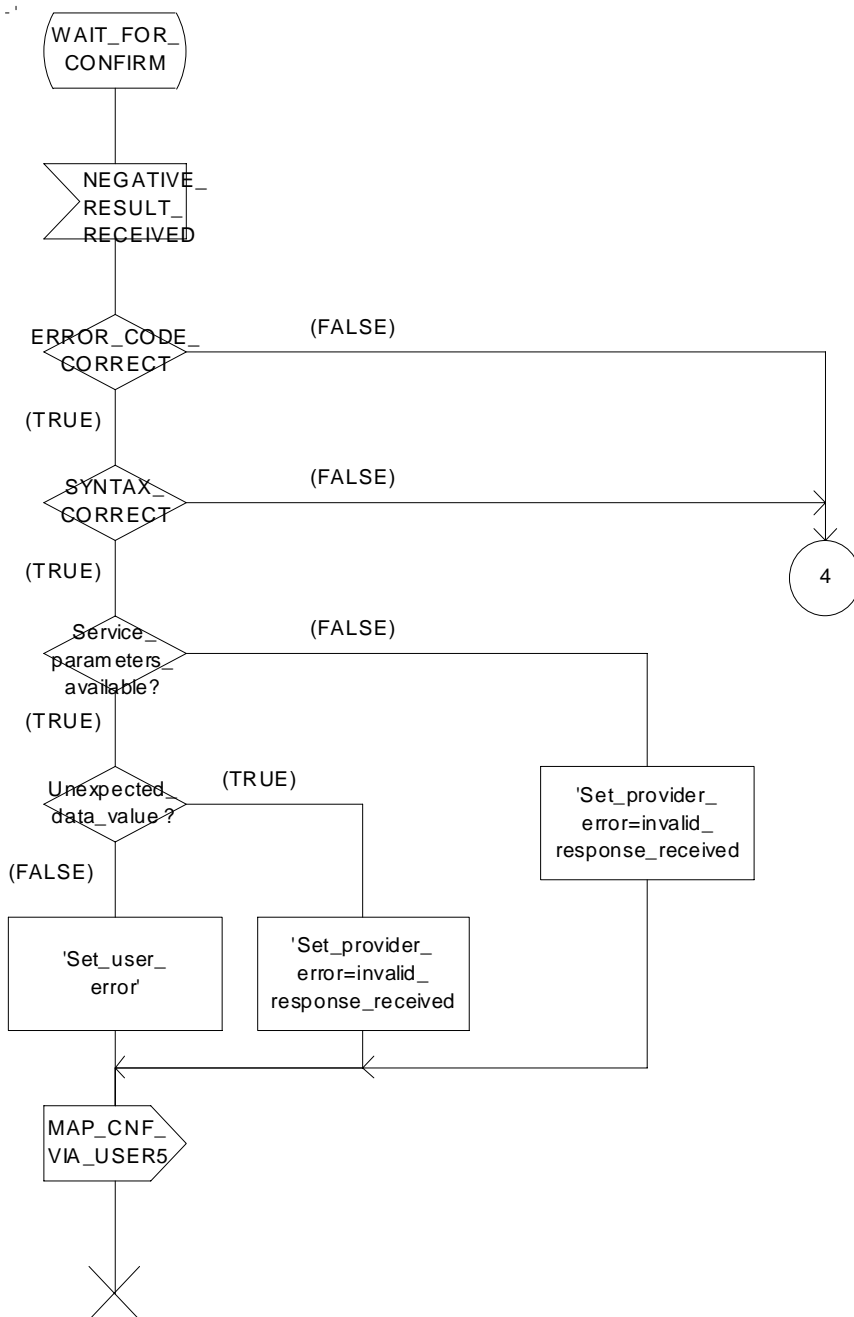 WAIT_FOR_
CONFIRM
NEGATIVE_
RESULT_
RECEIVED
ERROR_CODE_
CORRECT
(FALSE)
(TRUE)
SYNTAX_
CORRECT
(FALSE)
4
(TRUE)
Service_
parameters_
available?
(FALSE)
(TRUE)
Unexpected_
data_value ?
(TRUE)
'Set_provider_
error=invalid_
response_received
(FALSE)
'Set_user_
error'
'Set_provider_
error=invalid_
response_received
MAP_CNF_
VIA_USER5